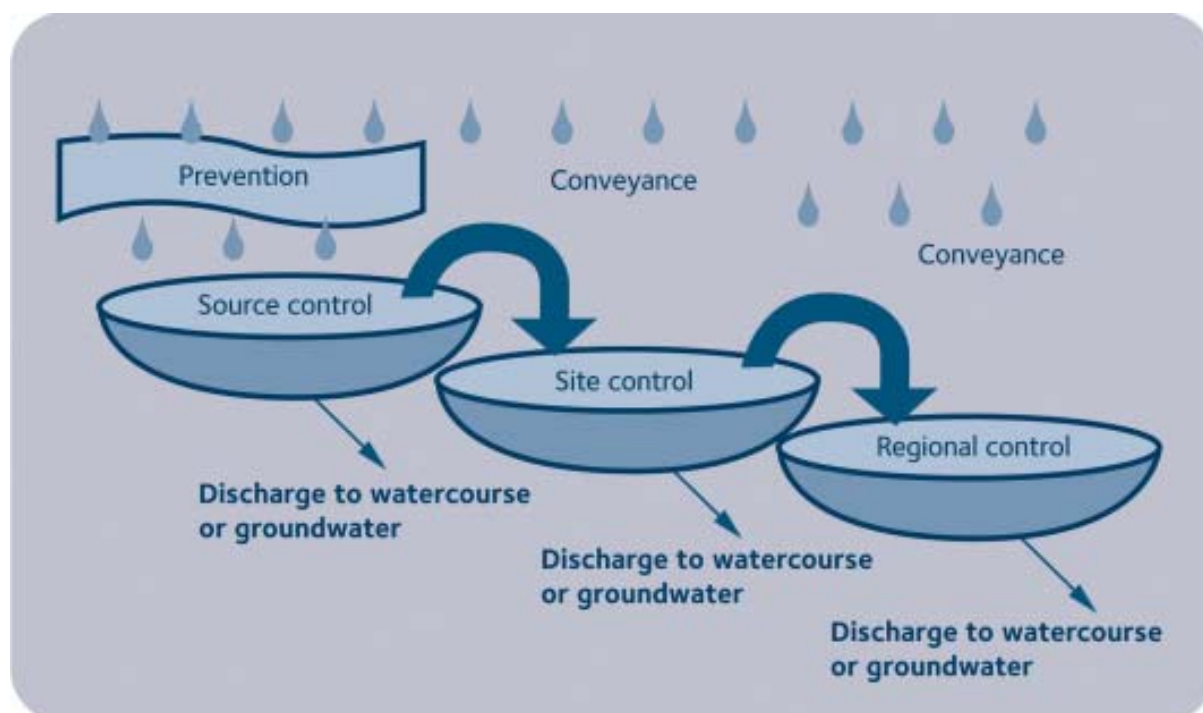 Prevention
Conveyance
Conveyance
Source control
Site control
Regional control
Discharge to watercourse
or groundwater
Discharge to watercourse
or groundwater
Discharge to watercourse
or groundwater